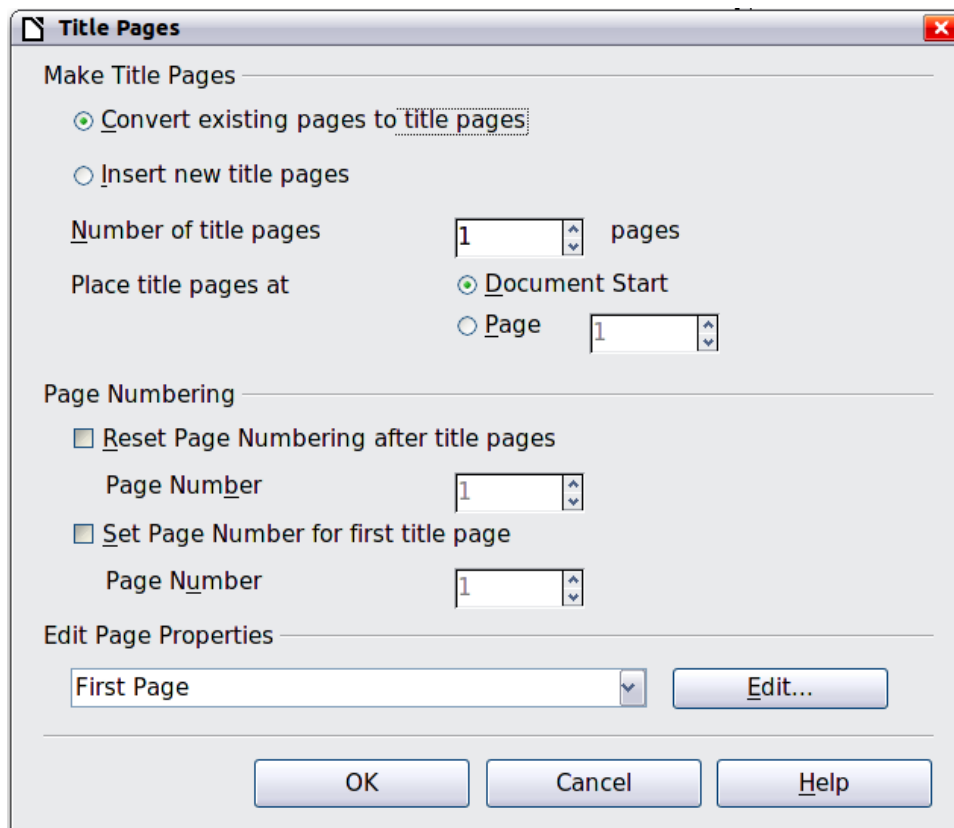 Title Pages
Make Title Pages
Convert existing pages to title pages
Insert new title pages
Number of title pages 1 pages
Place title pages at Document Start
Page 1
Page Numbering
Reset Page Numbering after title pages
Page Number 1
Set Page Number for first title page
Page Number 1
Edit Page Properties
First Page Edit...
OK Cancel Help